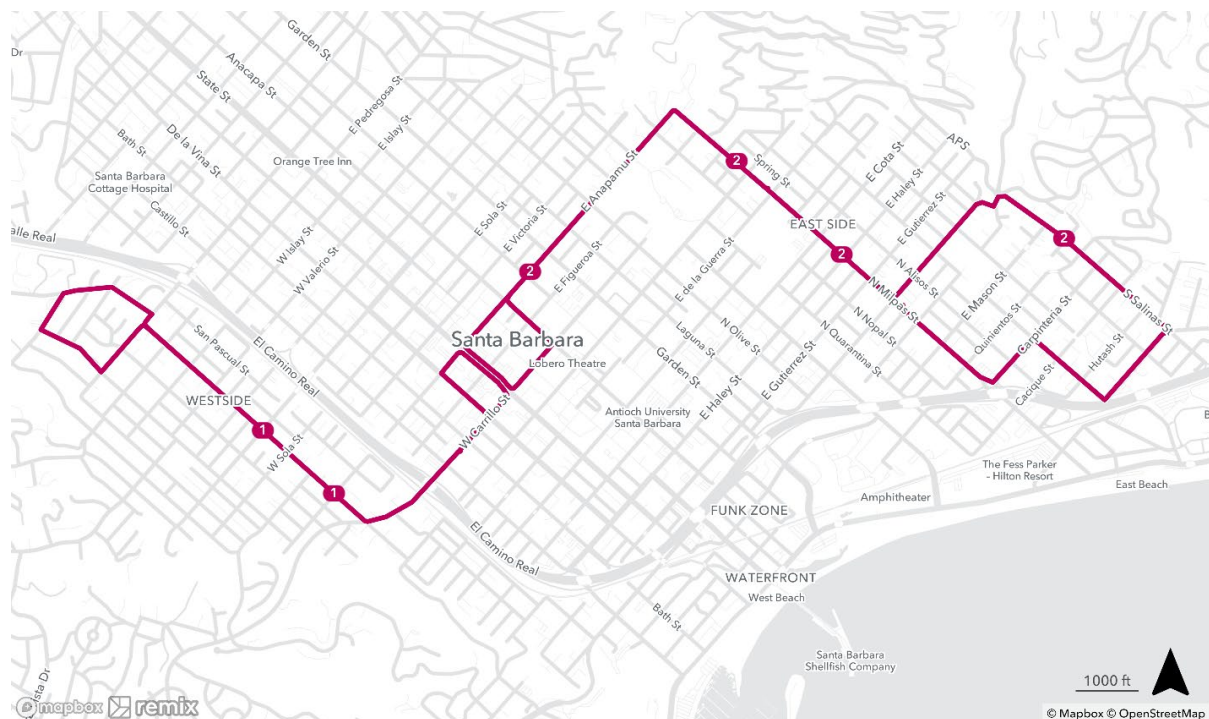 Garden St
Dr
Anacapa St
State St
E Pedregosa St
E Islay St
De la Vina St
Bath St
Orange Tree Inn
Santa Barbara
Cottage Hospital
Castillo St
APS
E Cota St
E Haley St
E Gutierrez St
2
Spring St
E Anapamu St
E Sola St
E Victoria St
EAST SIDE
alle Real
W Islay St
W Valerio St
E Figueroa St
E de la Guerra St
2
2
2
N Alisos St
N Milpas St
E Mason St
S Salinas St
Quinientos St
Carpinteria St
N Nopal St
Hutash St
San Pascual St
El Camino Real
Santa Barbara
Lobero Theatre
Laguna St
N Olive St
Garden St
N Quarantina St
E Gutierrez St
E Haley St
Cacique St
WESTSIDE
W Carrillo St
Antioch University
Santa Barbara
1
W Sola St
1
The Fess Parker
- Hilton Resort
East Beach
B
Amphitheater
FUNK ZONE
El Camino Real
WATERFRONT
West Beach
Bath St
Santa Barbara
Shellfish Company
1000 ft
mapbox remix
© Mapbox © OpenStreetMap